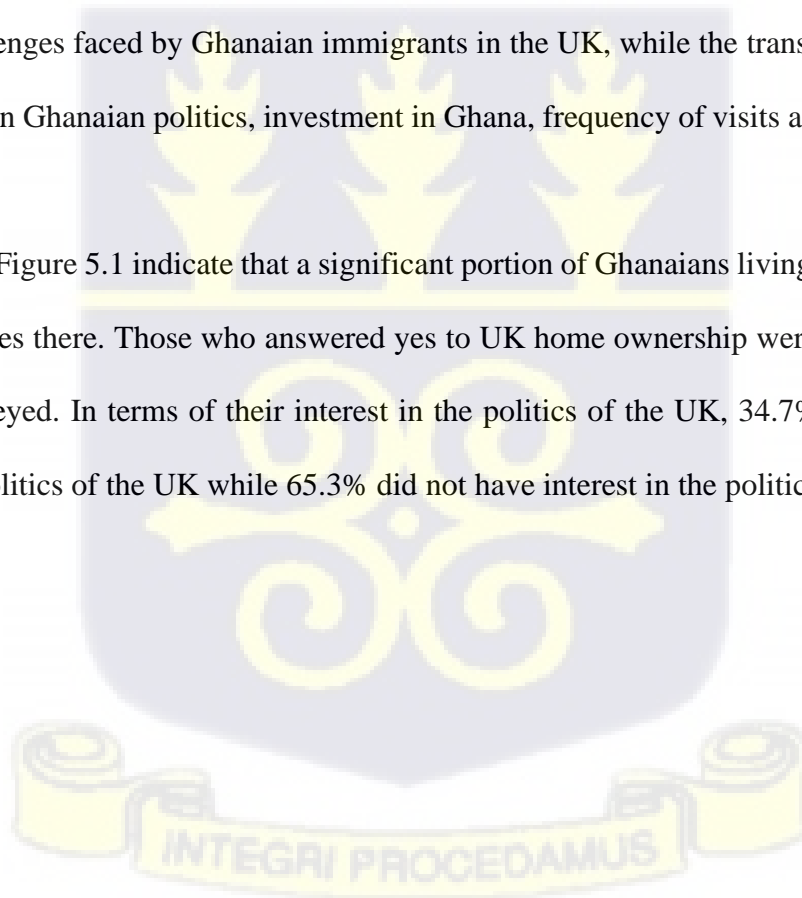 enges faced by Ghanaian immigrants in the UK, while the trans
n Ghanaian politics, investment in Ghana, frequency of visits a
Figure 5.1 indicate that a significant portion of Ghanaians living
es there. Those who answered yes to UK home ownership wer
eyed. In terms of their interest in the politics of the UK, 34.7%
litics of the UK while 65.3% did not have interest in the politic
INTEGRI PROCEDAMUS